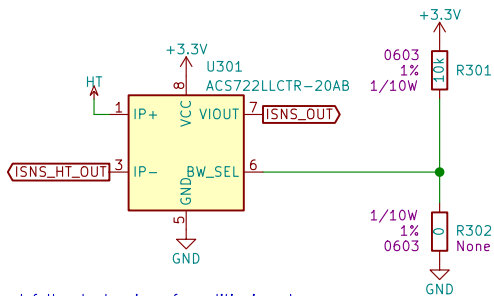 +3.3V
0603
1%
1/10W
10k
R301
+3.3V
U301
ACS722LLCTR-20AB
HT
8
VCC
1
IP+
VIOUT
7
ISNS_OUT
ISNS_HT_OUT
3
IP-
BW_SEL
6
GND
5
GND
1/10W
1%
0603
0
R302
None
GND